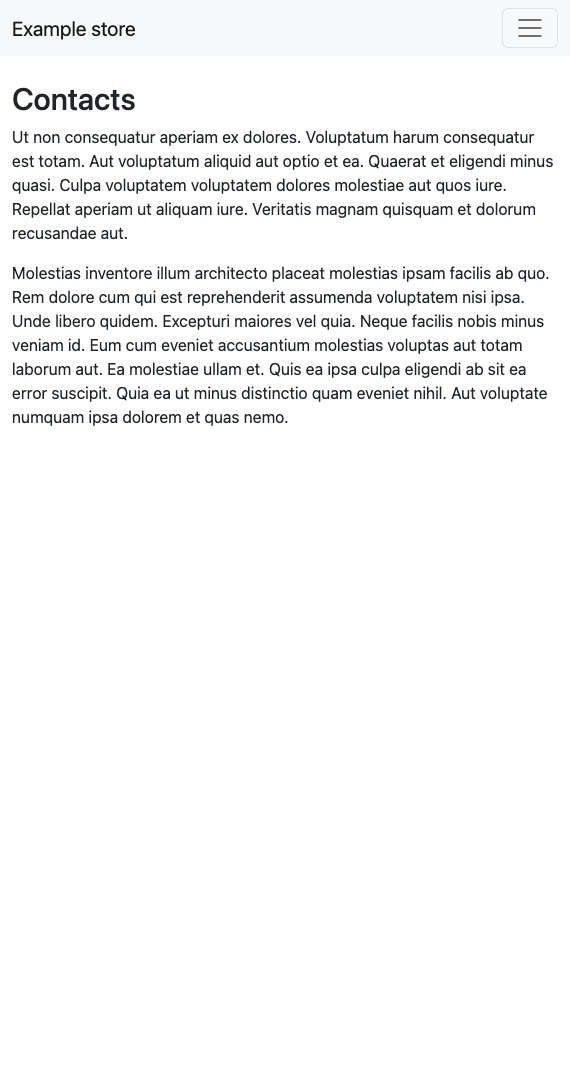 Example store
Contacts
Ut non consequatur aperiam ex dolores. Voluptatum harum consequatur
est totam. Aut voluptatum aliquid aut optio et ea. Quaerat et eligendi minus
quasi. Culpa voluptatem voluptatem dolores molestiae aut quos iure.
Repellat aperiam ut aliquam iure. Veritatis magnam quisquam et dolorum
recusandae aut.
Molestias inventore illum architecto placeat molestias ipsam facilis ab quo.
Rem dolore cum qui est reprehenderit assumenda voluptatem nisi ipsa.
Unde libero quidem. Excepturi maiores vel quia. Neque facilis nobis minus
veniam id. Eum cum eveniet accusantium molestias voluptas aut totam
laborum aut. Ea molestiae ullam et. Quis ea ipsa culpa eligendi ab sit ea
error suscipit. Quia ea ut minus distinctio quam eveniet nihil. Aut voluptate
numquam ipsa dolorem et quas nemo.